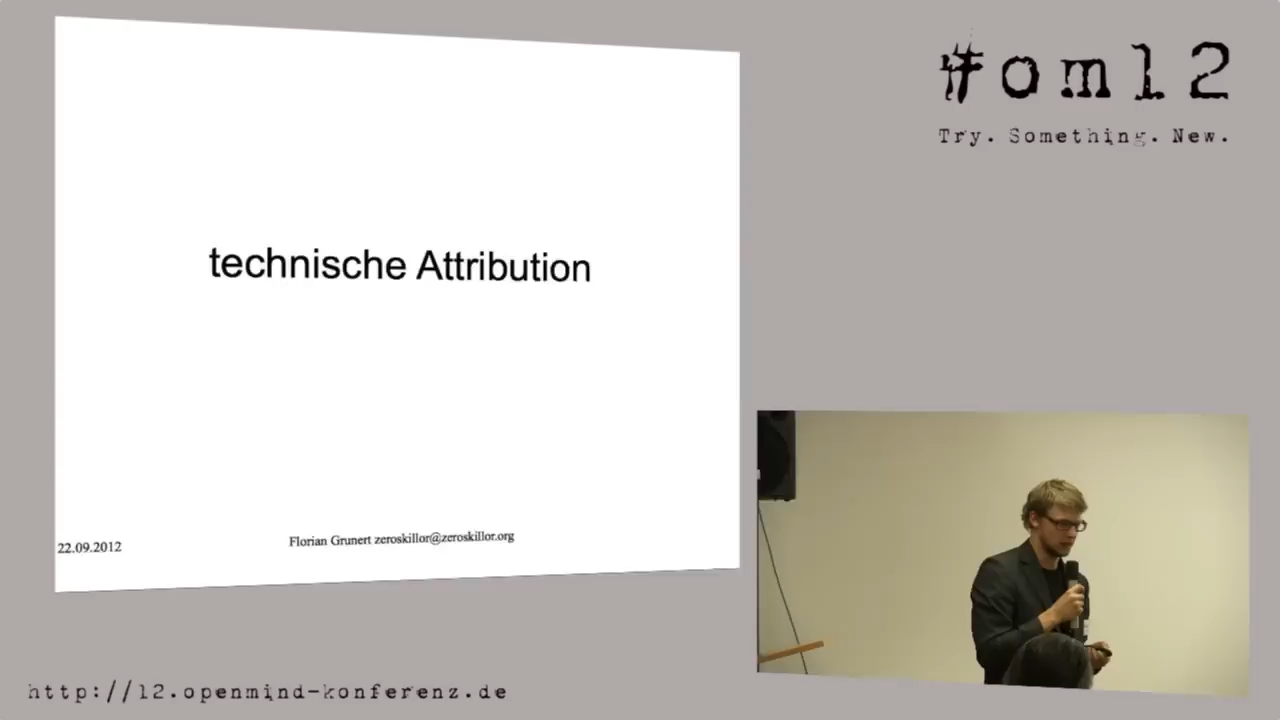 #om12
Try. Something. New.
technische Attribution
22.09.2012
Florian Grunert zeroskillor@zeroskillor.org
http://12.openmind-konferenz.de